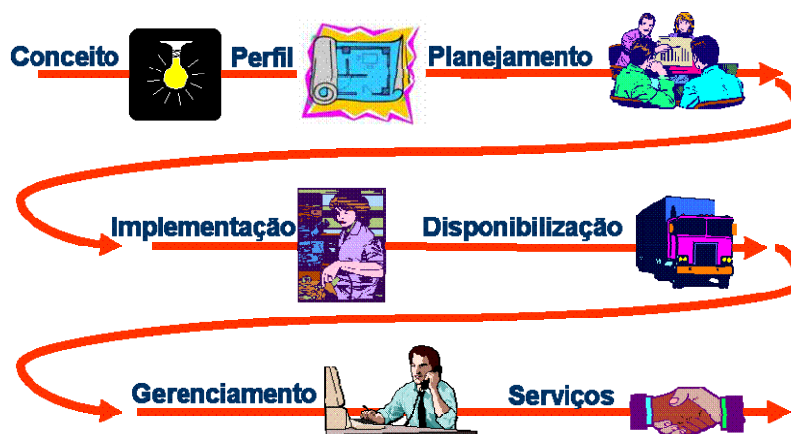 Conceito Perfil Planejamento
Implementação Disponibilização
Gerenciamento Serviços